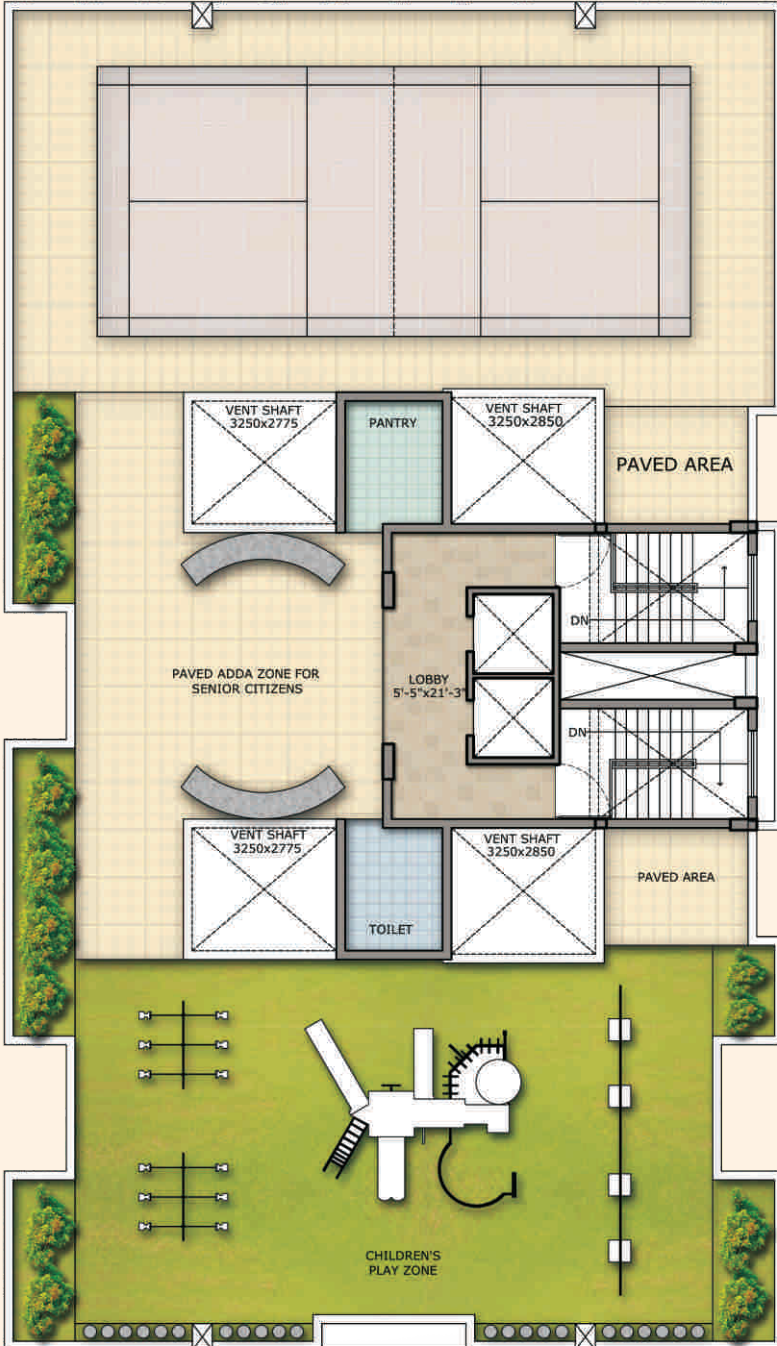 VENT SHAFT
3250x2775
PANTRY
VENT SHAFT
3250x2850
PAVED AREA
DN
PAVED ADDA ZONE FOR
SENIOR CITIZENS
LOBBY
5'-5"x21'-3"
DN
VENT SHAFT
3250x2775
VENT SHAFT
3250x2850
PAVED AREA
TOILET
CHILDREN'S
PLAY ZONE